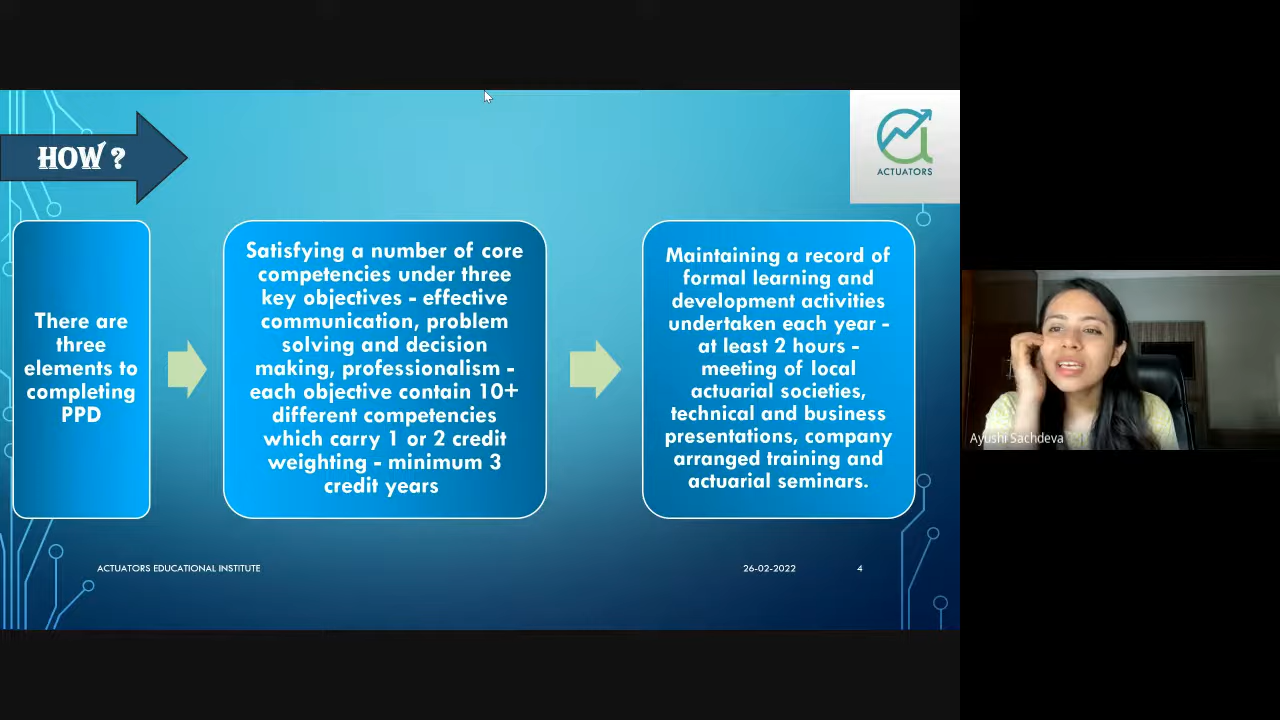 HOW ?
ACTUATORS
There are
three
elements to
completing
PPD
Satisfying a number of core
competencies under three
key objectives - effective
communication, problem
solving and decision
making, professionalism -
each objective contain 10+
different competencies
which carry 1 or 2 credit
weighting - minimum 3
credit years
Maintaining a record of
formal learning and
development activities
undertaken each year -
at least 2 hours -
meeting of local
actuarial societies,
technical and business
presentations, company
arranged training and
actuarial seminars.
Ayushi Sachdeva
ACTUATORS EDUCATIONAL INSTITUTE
26-02-2022
4